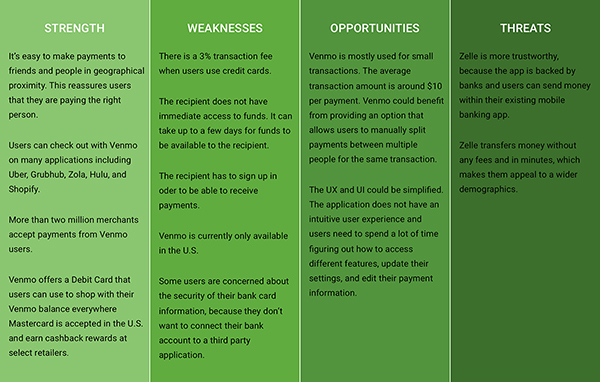 STRENGTH
It's easy to make payments to
friends and people in geographical
proximity. This reassures users
that they are paying the right
person.
Users can check out with Venmo
on many applications including
Uber, Grubhub, Zola, Hulu, and
Shopify.
More than two million merchants
accept payments from Venmo
users.
Venmo offers a Debit Card that
users can use to shop with their
Venmo balance everywhere
Mastercard is accepted in the U.S.
and earn cashback rewards at
select retailers.
WEAKNESSES
There is a 3% transaction fee
when users use credit cards.
The recipient does not have
immediate access to funds. It can
take up to a few days for funds to
be available to the recipient.
The recipient has to sign up in
oder to be able to receive
payments.
Venmo is currently only available
in the U.S.
Some users are concerned about
the security of their bank card
information, because they don't
want to connect their bank
account to a third party
application.
OPPORTUNITIES
Venmo is mostly used for small
transactions. The average
transaction amount is around $10
per payment. Venmo could benefit
from providing an option that
allows users to manually split
payments between multiple
people for the same transaction.
The UX and UI could be simplified.
The application does not have an
intuitive user experience and
users need to spend a lot of time
figuring out how to access
different features, update their
settings, and edit their payment
information.
THREATS
Zelle is more trustworthy,
because the app is backed by
banks and users can send money
within their existing mobile
banking app.
Zelle transfers money without
any fees and in minutes, which
makes them appeal to a wider
demographics.